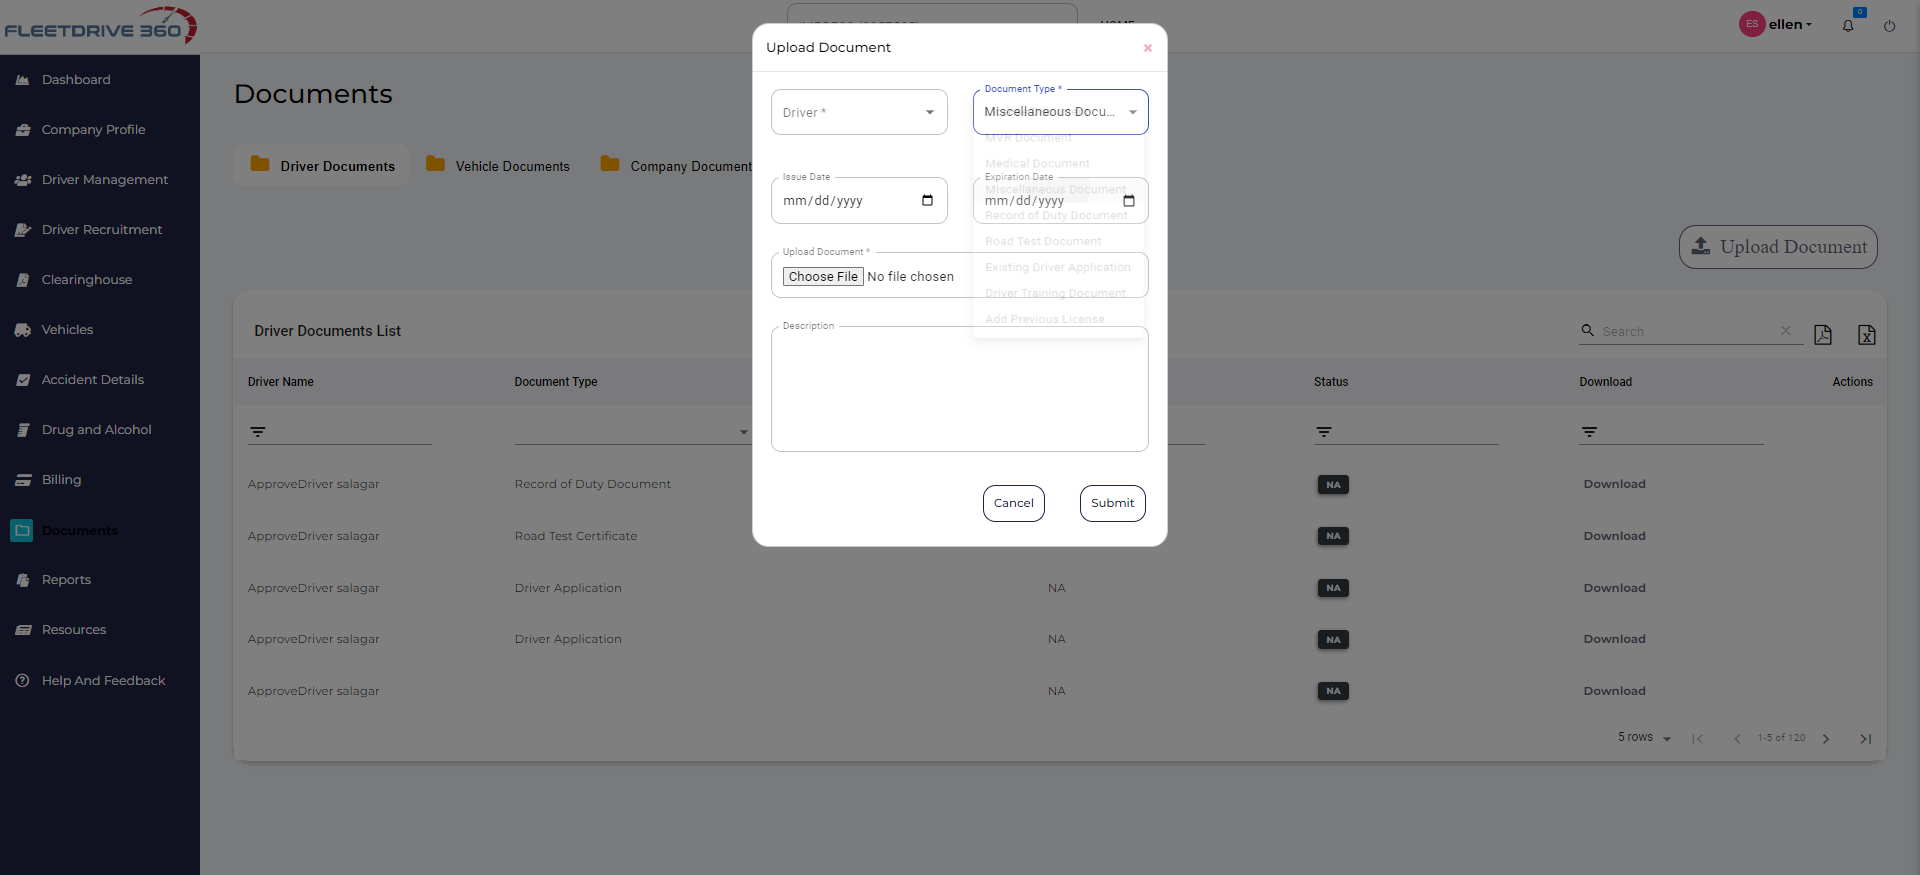 FLEETDRIVE 360
HOME
ES ellen
0
Dashboard
Company Profile
Driver Management
Driver Recruitment
Clearinghouse
Vehicles
Accident Details
Drug and Alcohol
Billing
Documents
Reports
Resources
Help And Feedback
Documents
Driver Documents
Vehicle Documents
Company Document
Upload Document
Upload Document
×
Driver *
Document Type *
Miscellaneous Docu...
MVR Document
Medical Document
Miscellaneous Document
Record of Duty Document
Road Test Document
Existing Driver Application
Driver Training Document
Add Previous License
Issue Date
mm/dd/yyyy
Expiration Date
mm/dd/yyyy
Upload Document *
Choose File No file chosen
Description
Cancel
Submit
Driver Documents List
Search
Driver Name Document Type Status Download Actions
ApproveDriver salagar Record of Duty Document NA Download
ApproveDriver salagar Road Test Certificate NA Download
ApproveDriver salagar Driver Application NA NA Download
ApproveDriver salagar Driver Application NA NA Download
ApproveDriver salagar NA NA Download
5 rows 1-5 of 120